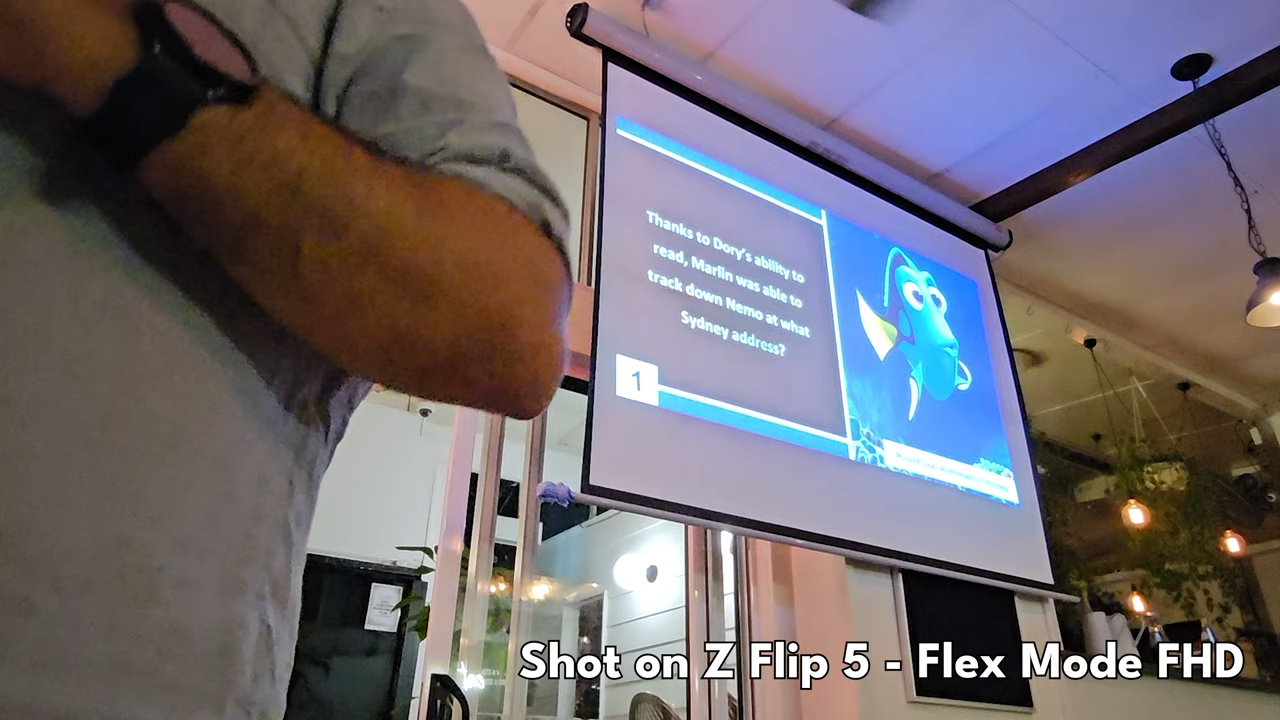 Thanks to Dory's ability to
read, Marlin was able to
track down Nemo at what
Sydney address?
1
Shot on Z Flip 5 - Flex Mode FHD